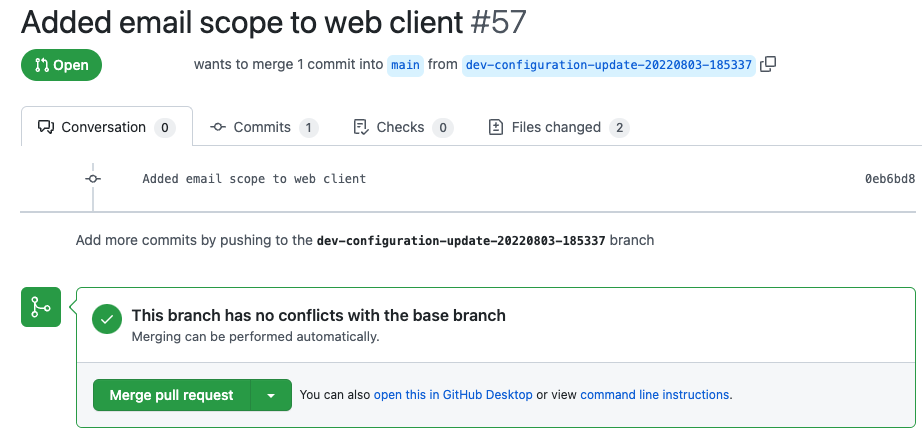 Added email scope to web client #57
Open wants to merge 1 commit into main from dev-configuration-update-20220803-185337
Conversation 0 Commits 1 Checks 0 Files changed 2
Added email scope to web client 0eb6bd8
Add more commits by pushing to the dev-configuration-update-20220803-185337 branch
This branch has no conflicts with the base branch
Merging can be performed automatically.
Merge pull request You can also open this in GitHub Desktop or view command line instructions.